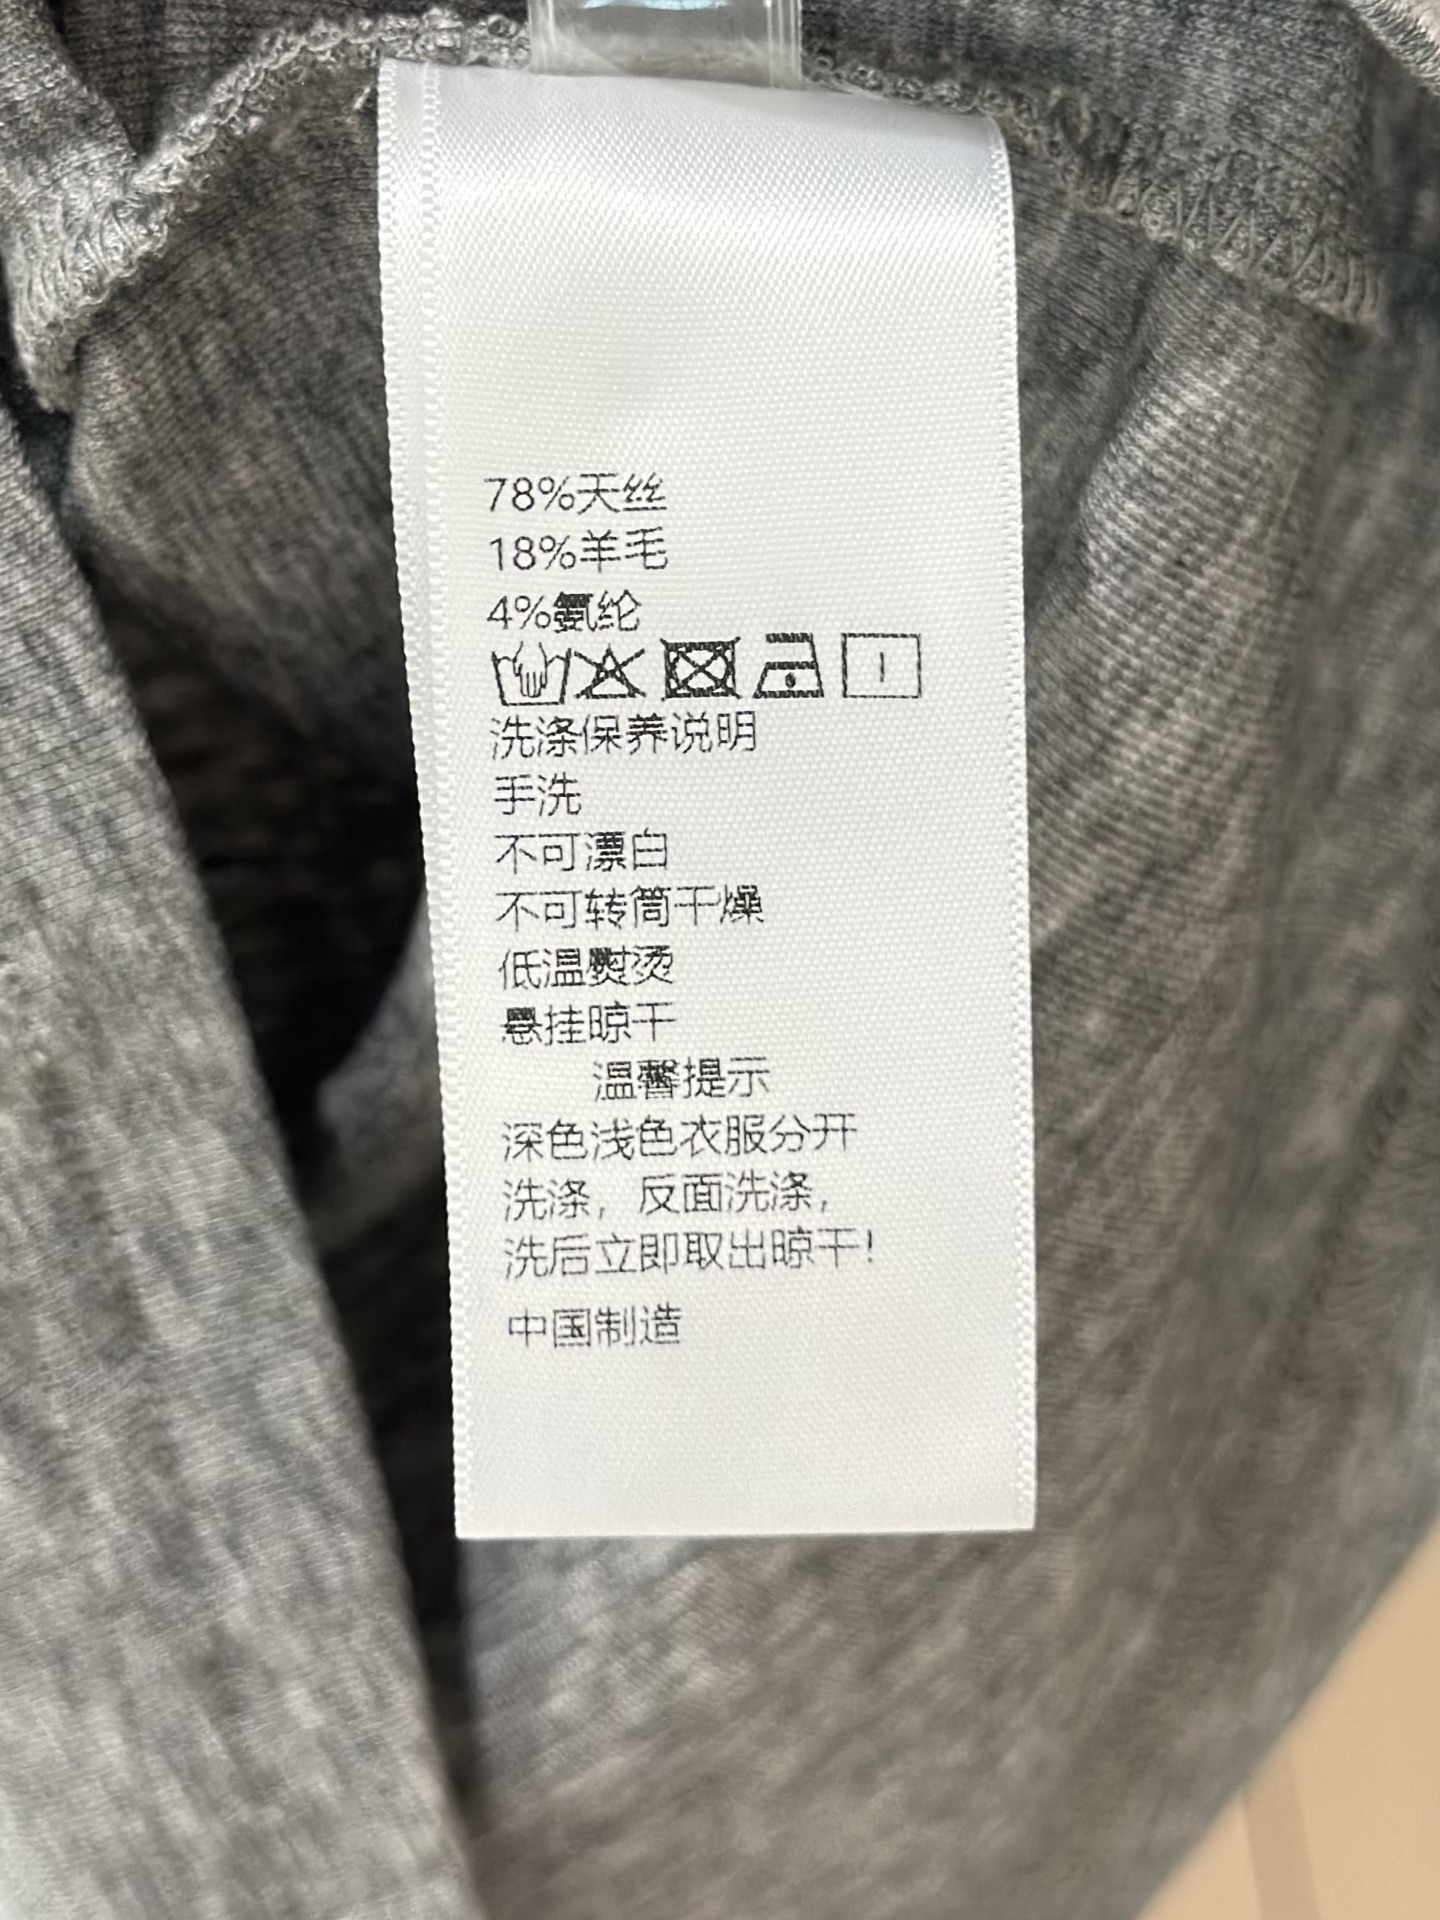 78%天丝
18%羊毛
4%氨纶
洗涤保养说明
手洗
不可漂白
不可转筒干燥
低温熨烫
悬挂晾干
温馨提示
深色浅色衣服分开
洗涤，反面洗涤，
洗后立即取出晾干！
中国制造